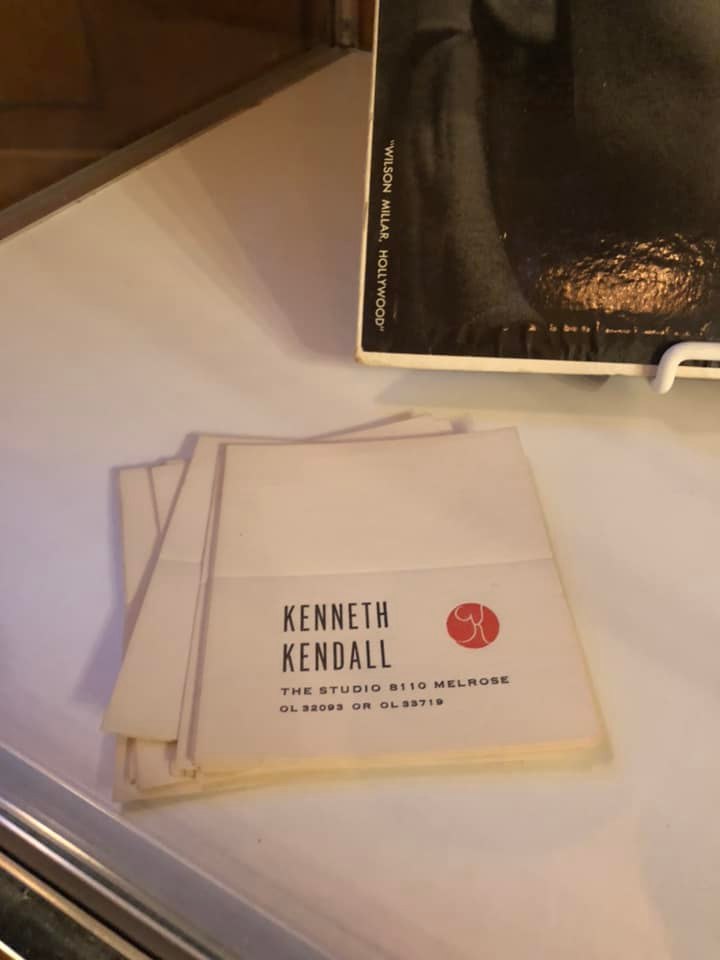 "WILSON MILLAR, HOLLYWOOD"
KENNETH
KENDALL
K
THE STUDIO 8110 MELROSE
OL 32093 OR OL 33719